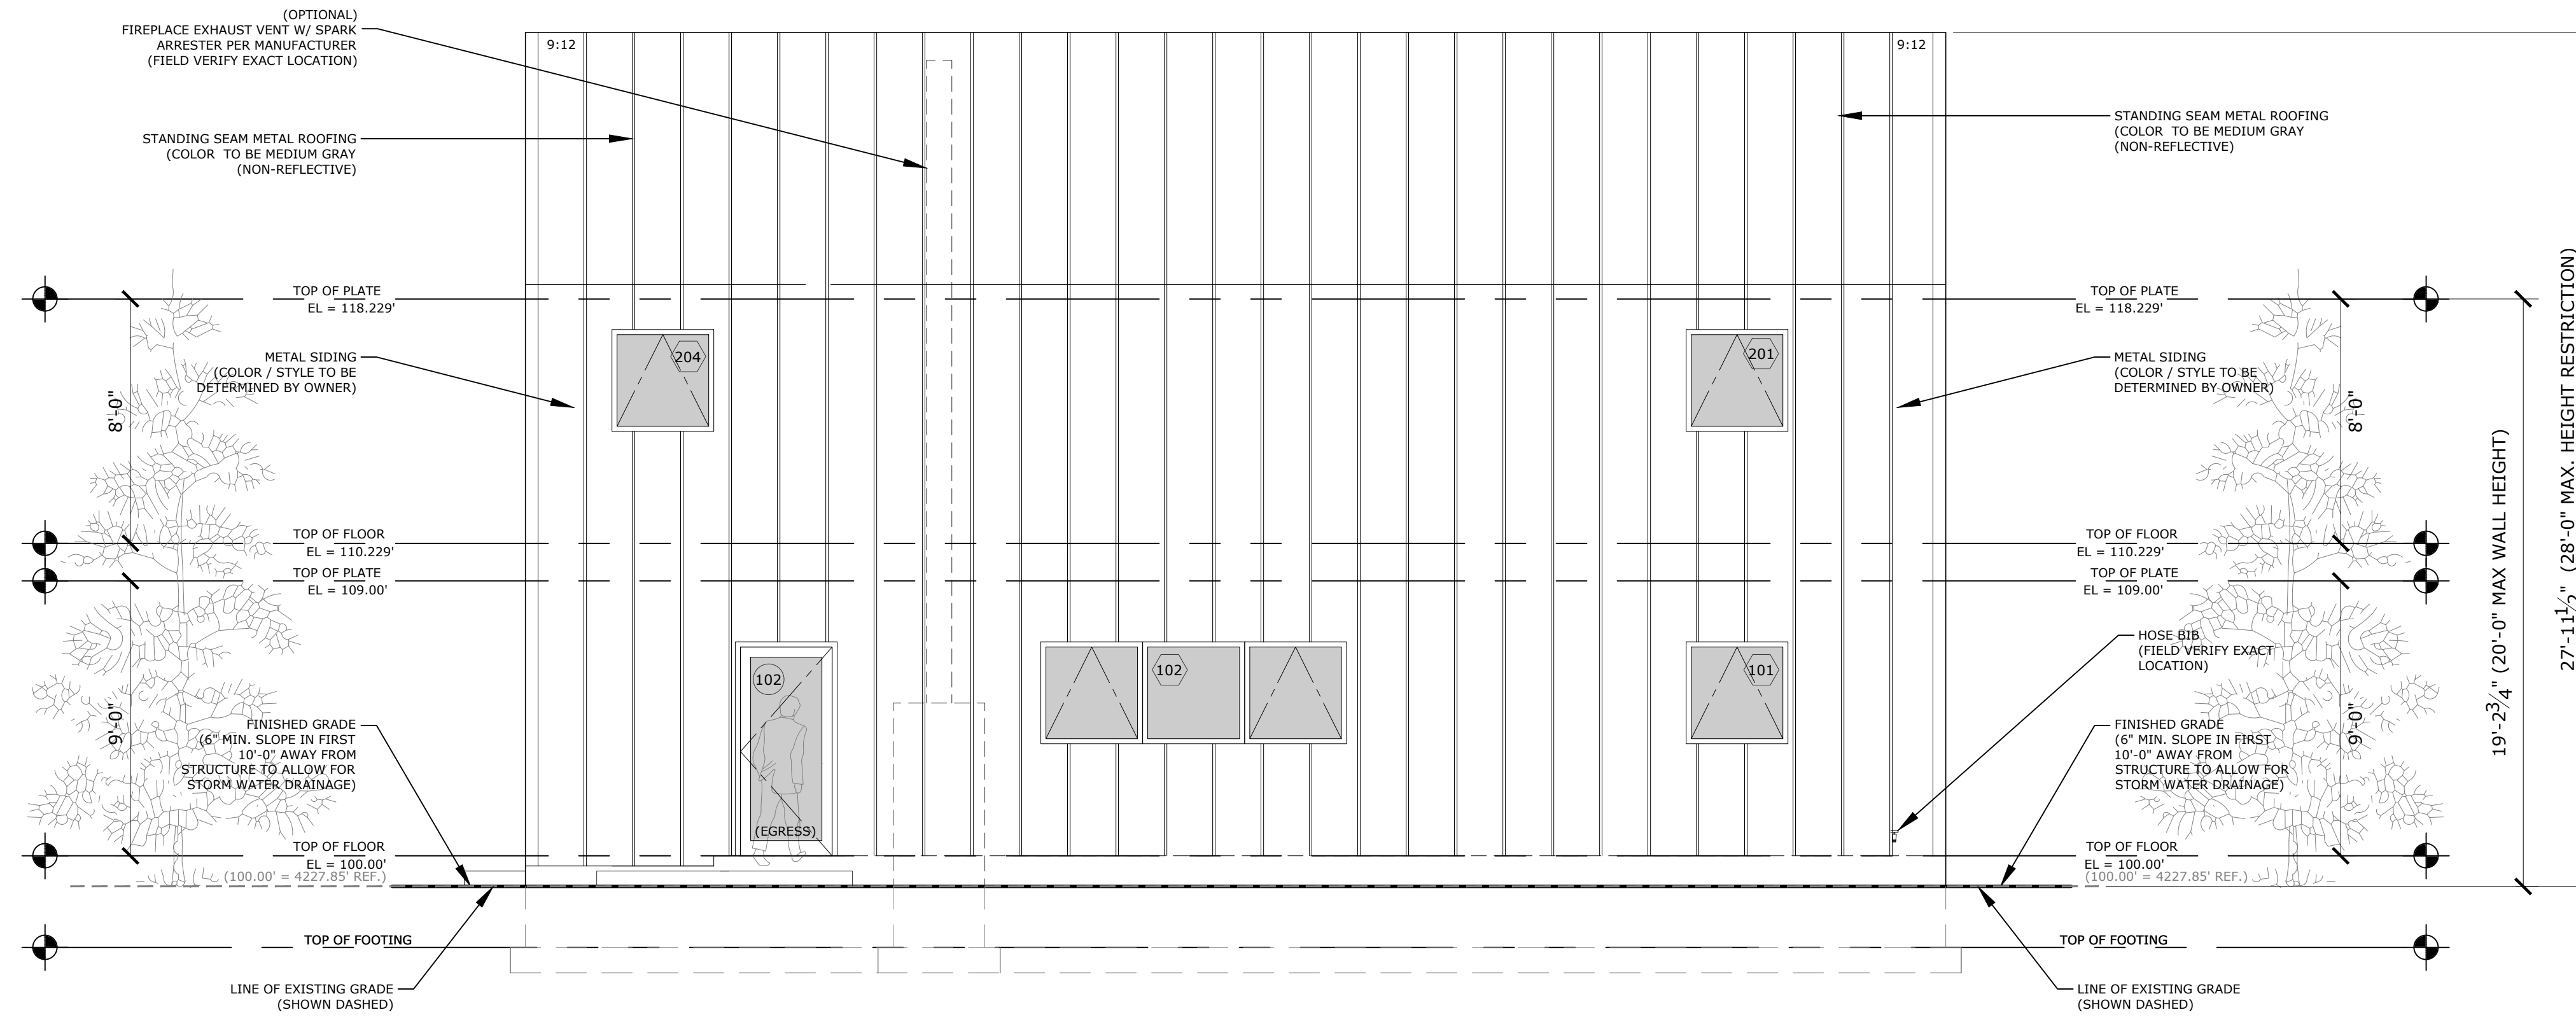 (OPTIONAL)
FIREPLACE EXHAUST VENT W/ SPARK
ARRESTER PER MANUFACTURER
(FIELD VERIFY EXACT LOCATION)
9:12
9:12
STANDING SEAM METAL ROOFING
(COLOR  TO BE MEDIUM GRAY
(NON-REFLECTIVE)
STANDING SEAM METAL ROOFING
(COLOR  TO BE MEDIUM GRAY
(NON-REFLECTIVE)
TOP OF PLATE
EL = 118.229'
TOP OF PLATE
EL = 118.229'
METAL SIDING
(COLOR / STYLE TO BE
DETERMINED BY OWNER)
204
201
METAL SIDING
(COLOR / STYLE TO BE
DETERMINED BY OWNER)
8'-0"
8'-0"
TOP OF FLOOR
EL = 110.229'
TOP OF FLOOR
EL = 110.229'
TOP OF PLATE
EL = 109.00'
TOP OF PLATE
EL = 109.00'
19'-2 3/4" (20'-0" MAX WALL HEIGHT)
27'-11 1/2" (28'-0" MAX. HEIGHT RESTRICTION)
102
102
101
HOSE BIB
(FIELD VERIFY EXACT
LOCATION)
9'-0"
9'-0"
FINISHED GRADE
(6" MIN. SLOPE IN FIRST
10'-0" AWAY FROM
STRUCTURE TO ALLOW FOR
STORM WATER DRAINAGE)
FINISHED GRADE
(6" MIN. SLOPE IN FIRST
10'-0" AWAY FROM
STRUCTURE TO ALLOW FOR
STORM WATER DRAINAGE)
(EGRESS)
TOP OF FLOOR
EL = 100.00'
(100.00' = 4227.85' REF.)
TOP OF FLOOR
EL = 100.00'
(100.00' = 4227.85' REF.)
TOP OF FOOTING
TOP OF FOOTING
LINE OF EXISTING GRADE
(SHOWN DASHED)
LINE OF EXISTING GRADE
(SHOWN DASHED)